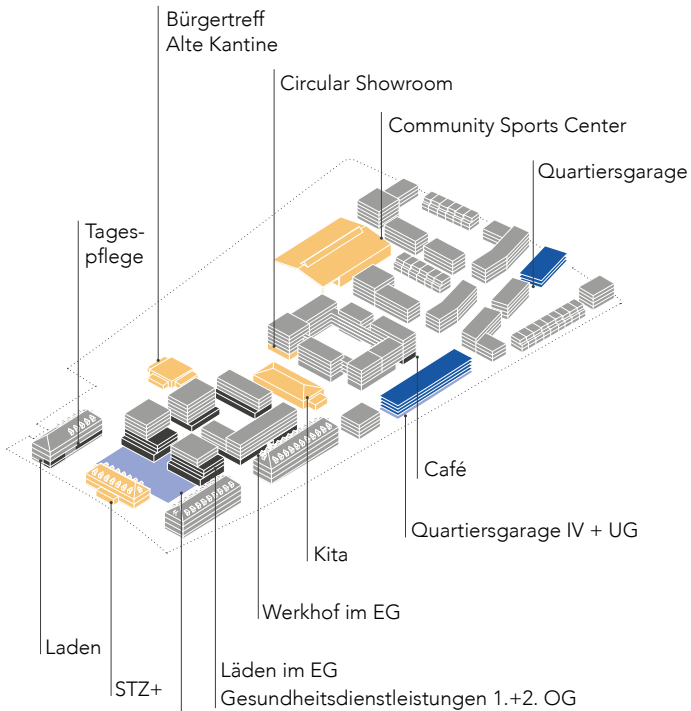 Bürgertreff
Alte Kantine
Circular Showroom
Community Sports Center
Quartiersgarage
Tages-
pflege
Café
Quartiersgarage IV + UG
Kita
Werkhof im EG
Laden
Läden im EG
STZ+
Gesundheitsdienstleistungen 1.+2. OG